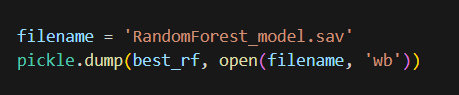 filename = 'RandomForest_model.sav'
pickle.dump(best_rf, open(filename, 'wb'))